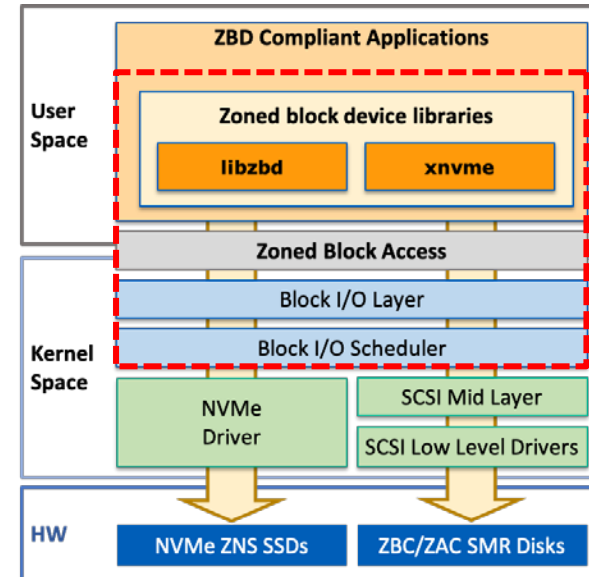 ZBD Compliant Applications
User
Space
Zoned block device libraries
libzbd
xnvme
Zoned Block Access
Block I/O Layer
Block I/O Scheduler
Kernel
Space
NVMe
Driver
SCSI Mid Layer
SCSI Low Level Drivers
HW
NVMe ZNS SSDs
ZBC/ZAC SMR Disks